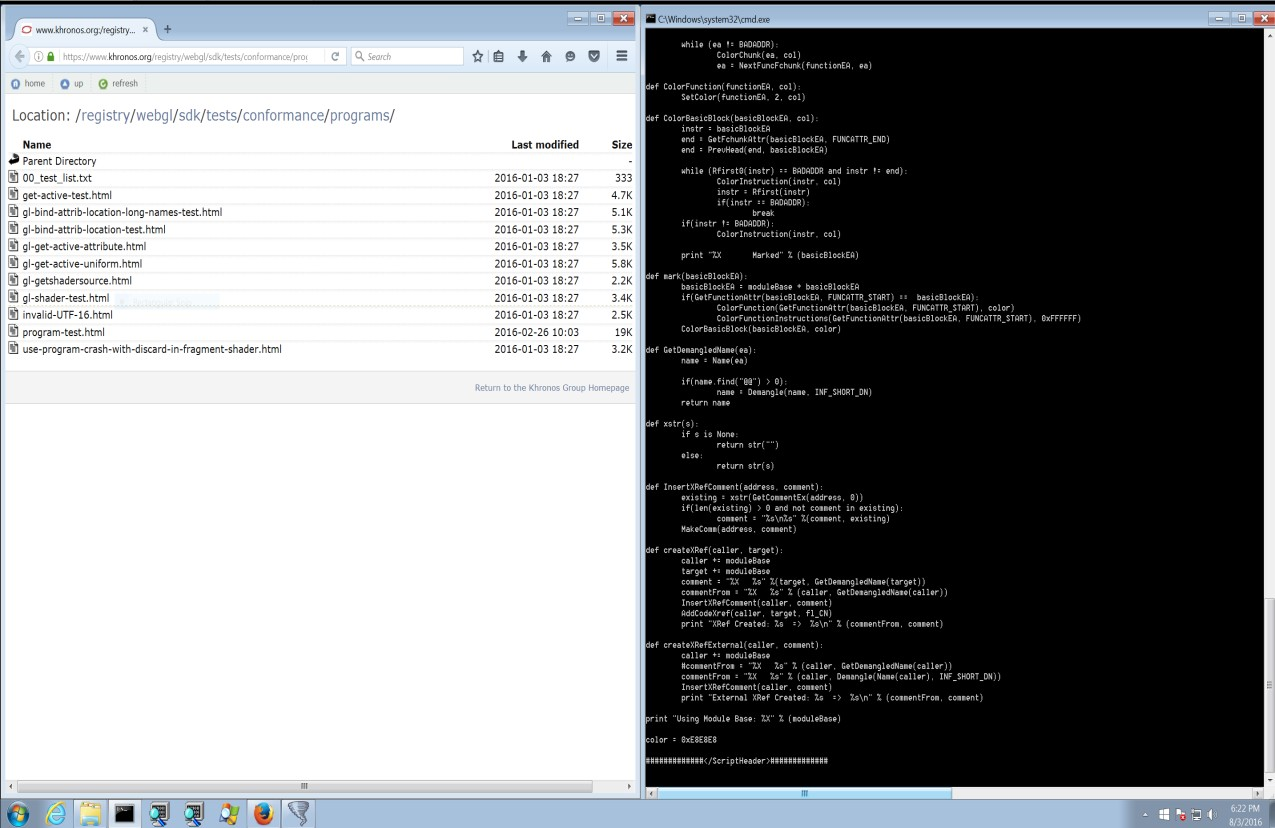 www.khronos.org:/registry... × +
https://www.khronos.org/registry/webgl/sdk/tests/conformance/pro
Search
home up refresh
Location: /registry/webgl/sdk/tests/conformance/programs/
Name Last modified Size
Parent Directory -
00_test_list.txt 2016-01-03 18:27 333
get-active-test.html 2016-01-03 18:27 4.7K
gl-bind-attrib-location-long-names-test.html 2016-01-03 18:27 5.1K
gl-bind-attrib-location-test.html 2016-01-03 18:27 5.3K
gl-get-active-attribute.html 2016-01-03 18:27 3.5K
gl-get-active-uniform.html 2016-01-03 18:27 5.8K
gl-getshadersource.html 2016-01-03 18:27 2.2K
gl-shader-test.html 2016-01-03 18:27 3.4K
invalid-UTF-16.html 2016-01-03 18:27 2.5K
program-test.html 2016-02-26 10:03 19K
use-program-crash-with-discard-in-fragment-shader.html 2016-01-03 18:27 3.2K
Return to the Khronos Group Homepage
C:\Windows\system32\cmd.exe
while (ea != BADADDR):
ColorChunk(ea, col)
ea = NextFuncFchunk(functionEA, ea)
def ColorFunction(functionEA, col):
SetColor(functionEA, 2, col)
def ColorBasicBlock(basicBlockEA, col):
instr = basicBlockEA
end = GetFchunkAttr(basicBlockEA, FUNCATTR_END)
end = PrevHead(end, basicBlockEA)
while (Rfirst0(instr) == BADADDR and instr != end):
ColorInstruction(instr, col)
instr = Rfirst(instr)
if(instr == BADADDR):
break
if(instr != BADADDR):
ColorInstruction(instr, col)
print "%X Marked" % (basicBlockEA)
def mark(basicBlockEA):
basicBlockEA = moduleBase + basicBlockEA
if(GetFunctionAttr(basicBlockEA, FUNCATTR_START) == basicBlockEA):
ColorFunction(GetFunctionAttr(basicBlockEA, FUNCATTR_START), color)
ColorFunctionInstructions(GetFunctionAttr(basicBlockEA, FUNCATTR_START), 0xFFFFFF)
ColorBasicBlock(basicBlockEA, color)
def GetDemangledName(ea):
name = Name(ea)
if(name.find("@@") > 0):
name = Demangle(name, INF_SHORT_DN)
return name
def xstr(s):
if s is None:
return str("")
else:
return str(s)
def InsertXRefComment(address, comment):
existing = xstr(GetCommentEx(address, 0))
if(len(existing) > 0 and not comment in existing):
comment = "%s\n%s" %(comment, existing)
MakeComm(address, comment)
def createXRef(caller, target):
caller += moduleBase
target += moduleBase
comment = "%X %s" %(target, GetDemangledName(target))
commentFrom = "%X %s" % (caller, GetDemangledName(caller))
InsertXRefComment(caller, comment)
AddCodeXref(caller, target, fl_CN)
print "XRef Created: %s => %s\n" % (commentFrom, comment)
def createXRefExternal(caller, comment):
caller += moduleBase
#commentFrom = "%X %s" % (caller, GetDemangledName(caller))
commentFrom = "%X %s" % (caller, Demangle(Name(caller), INF_SHORT_DN))
InsertXRefComment(caller, comment)
print "External XRef Created: %s => %s\n" % (commentFrom, comment)
print "Using Module Base: %X" % (moduleBase)
color = 0xE8E8E8
#############</ScriptHeader>#############
6:22 PM
8/3/2016